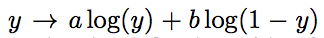 y → a log(y) + b log(1 − y)